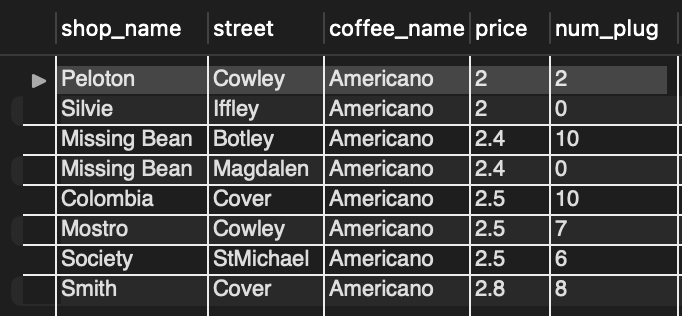 shop_name street coffee_name price num_plug
Peloton Cowley Americano 2 2
Silvie Iffley Americano 2 0
Missing Bean Botley Americano 2.4 10
Missing Bean Magdalen Americano 2.4 0
Colombia Cover Americano 2.5 10
Mostro Cowley Americano 2.5 7
Society StMichael Americano 2.5 6
Smith Cover Americano 2.8 8